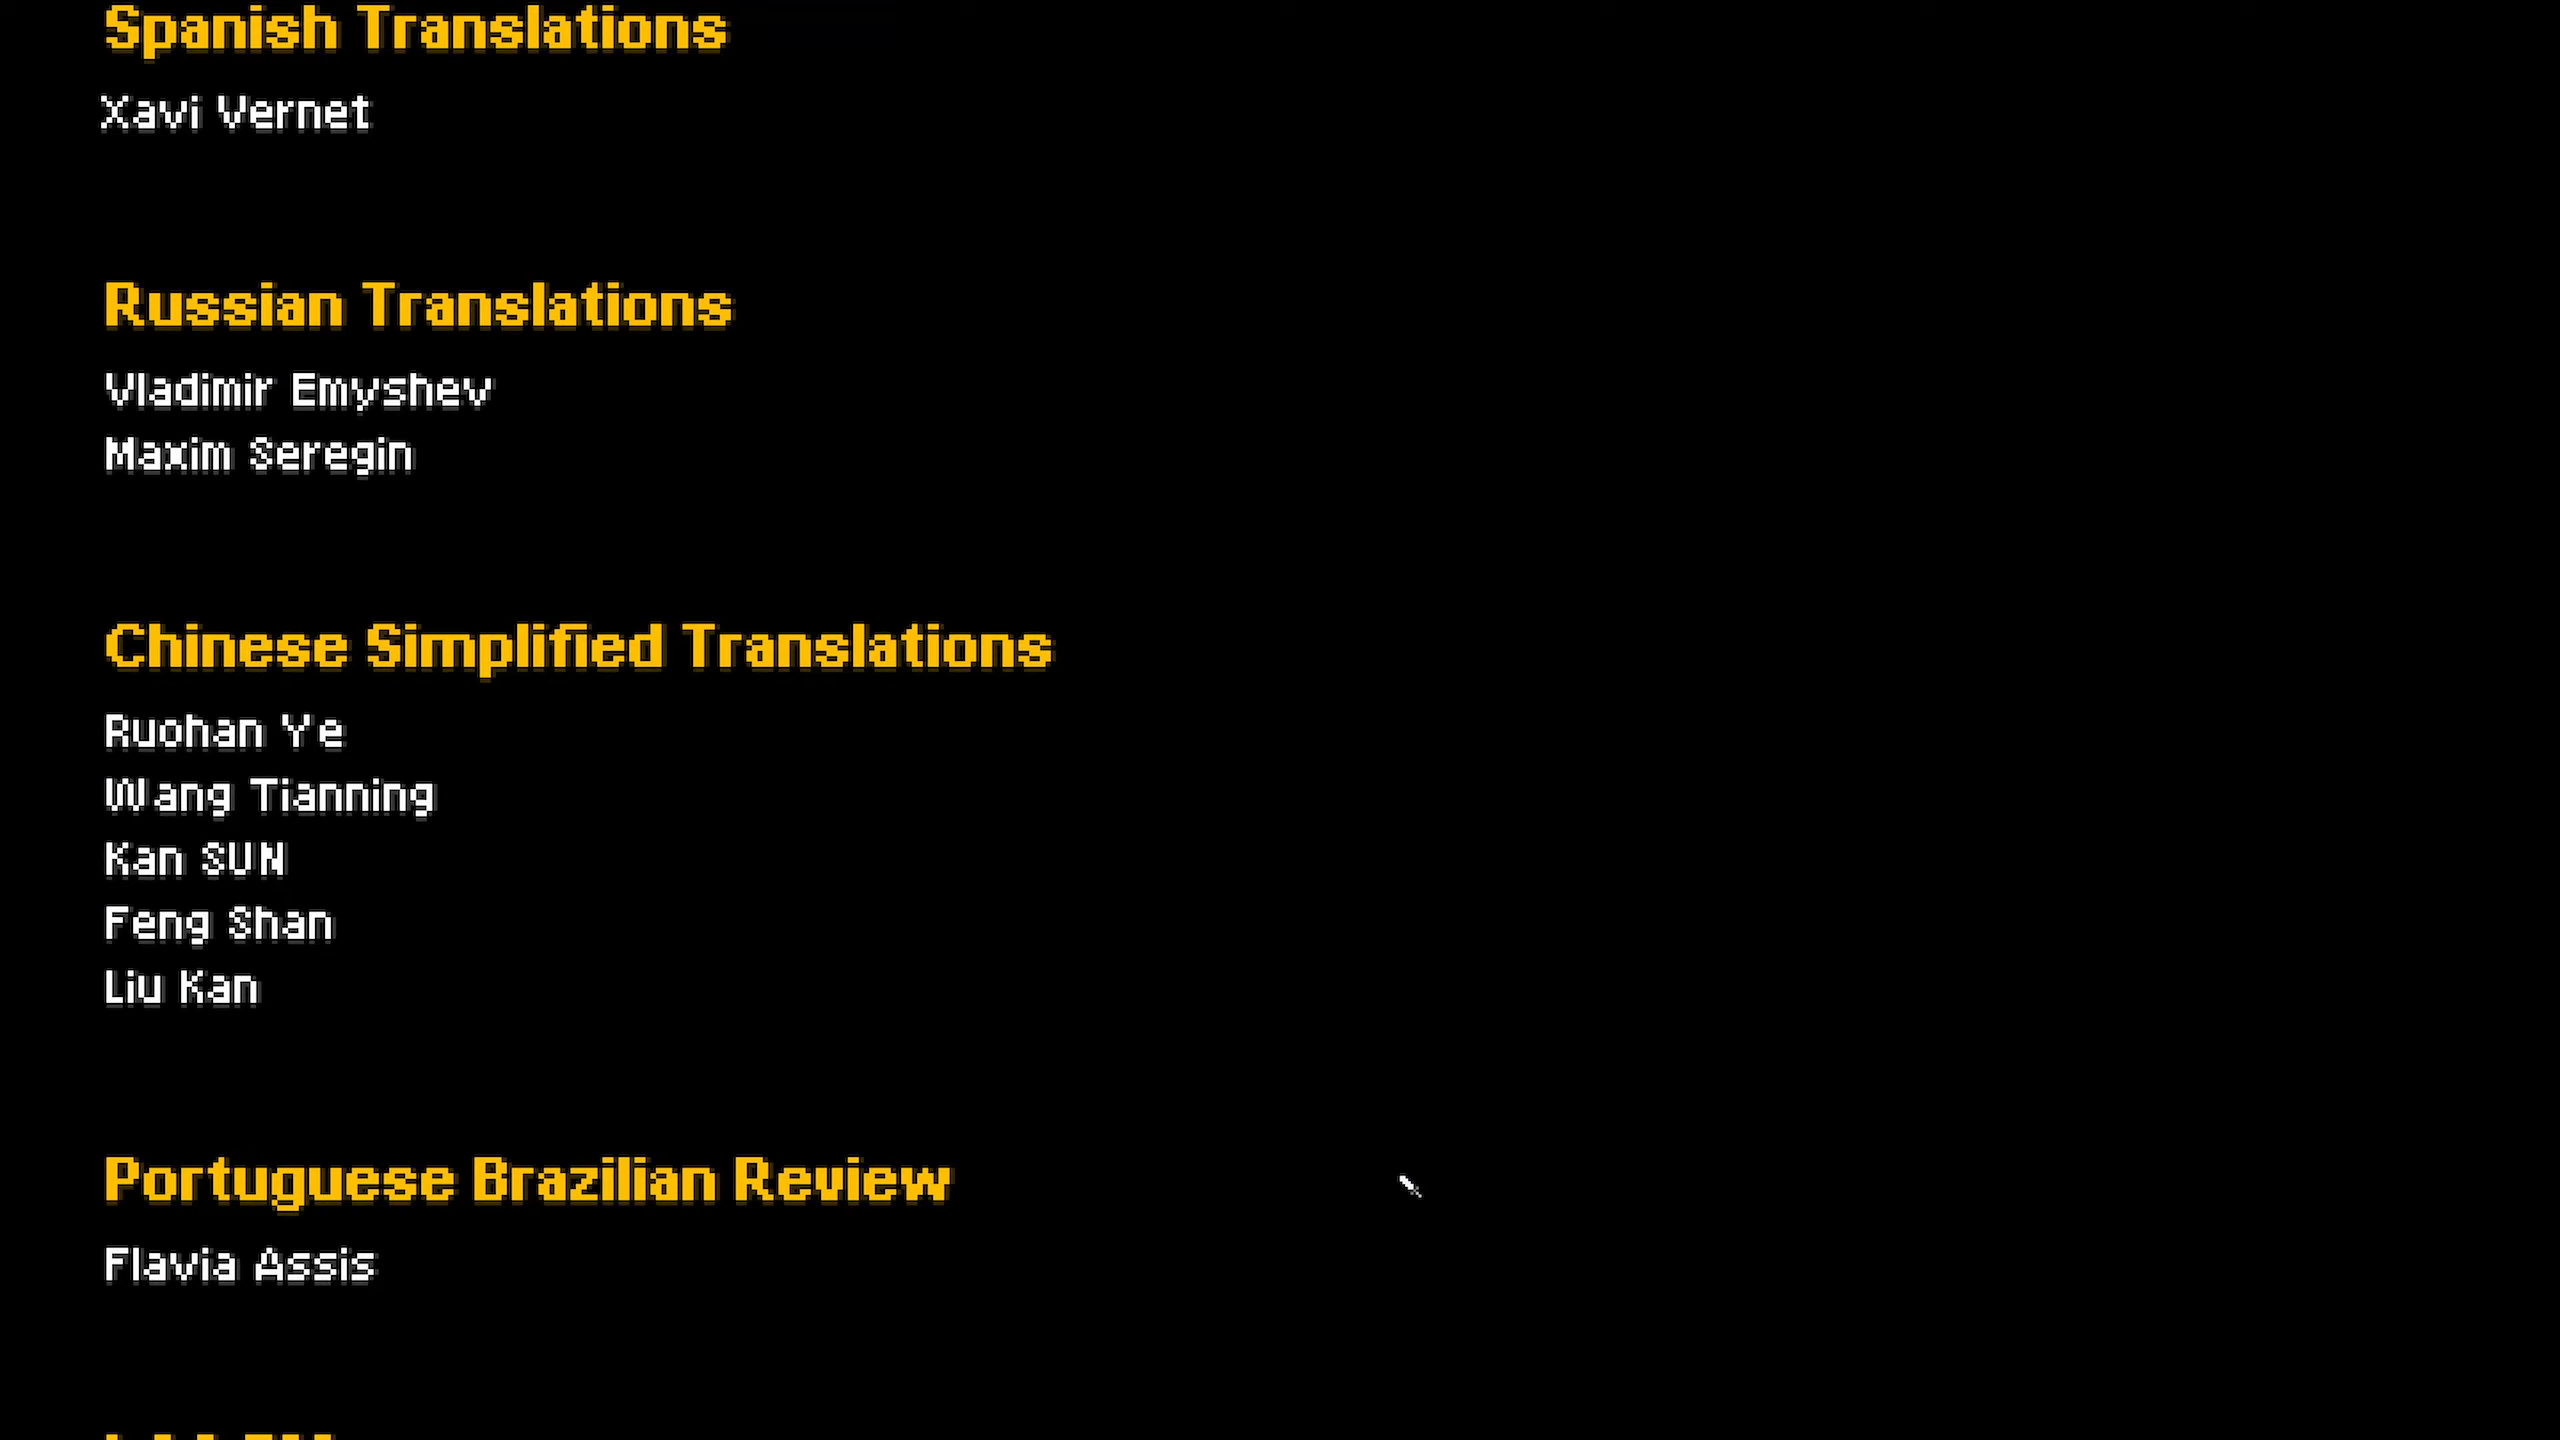 Spanish Translations
Xavi Vernet
Russian Translations
Vladimir Emyshev
Maxim Seregin
Chinese Simplified Translations
Ruohan Ye
Wang Tianning
Kan SUN
Feng Shan
Liu Kan
Portuguese Brazilian Review
Flavia Assis